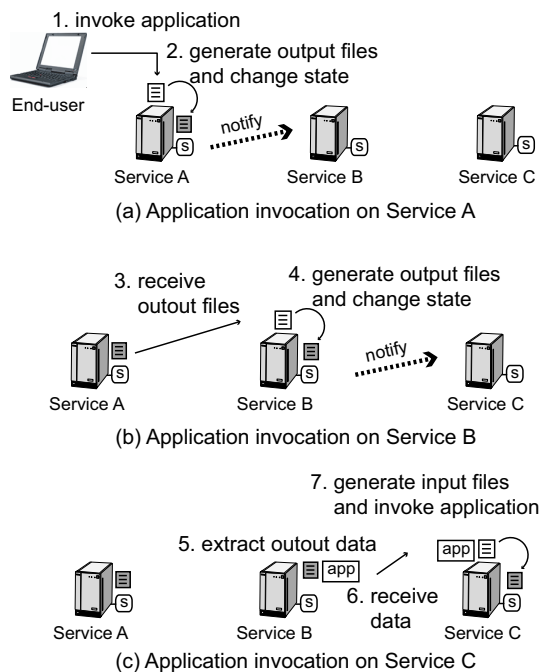 1. invoke application
2. generate output files
and change state
End-user
notify
S
S
S
Service A
Service B
Service C
(a) Application invocation on Service A
3. receive
outout files
4. generate output files
and change state
notify
S
S
S
Service A
Service B
Service C
(b) Application invocation on Service B
7. generate input files
and invoke application
5. extract outout data
app
app
6. receive
data
S
S
S
Service A
Service B
Service C
(c) Application invocation on Service C